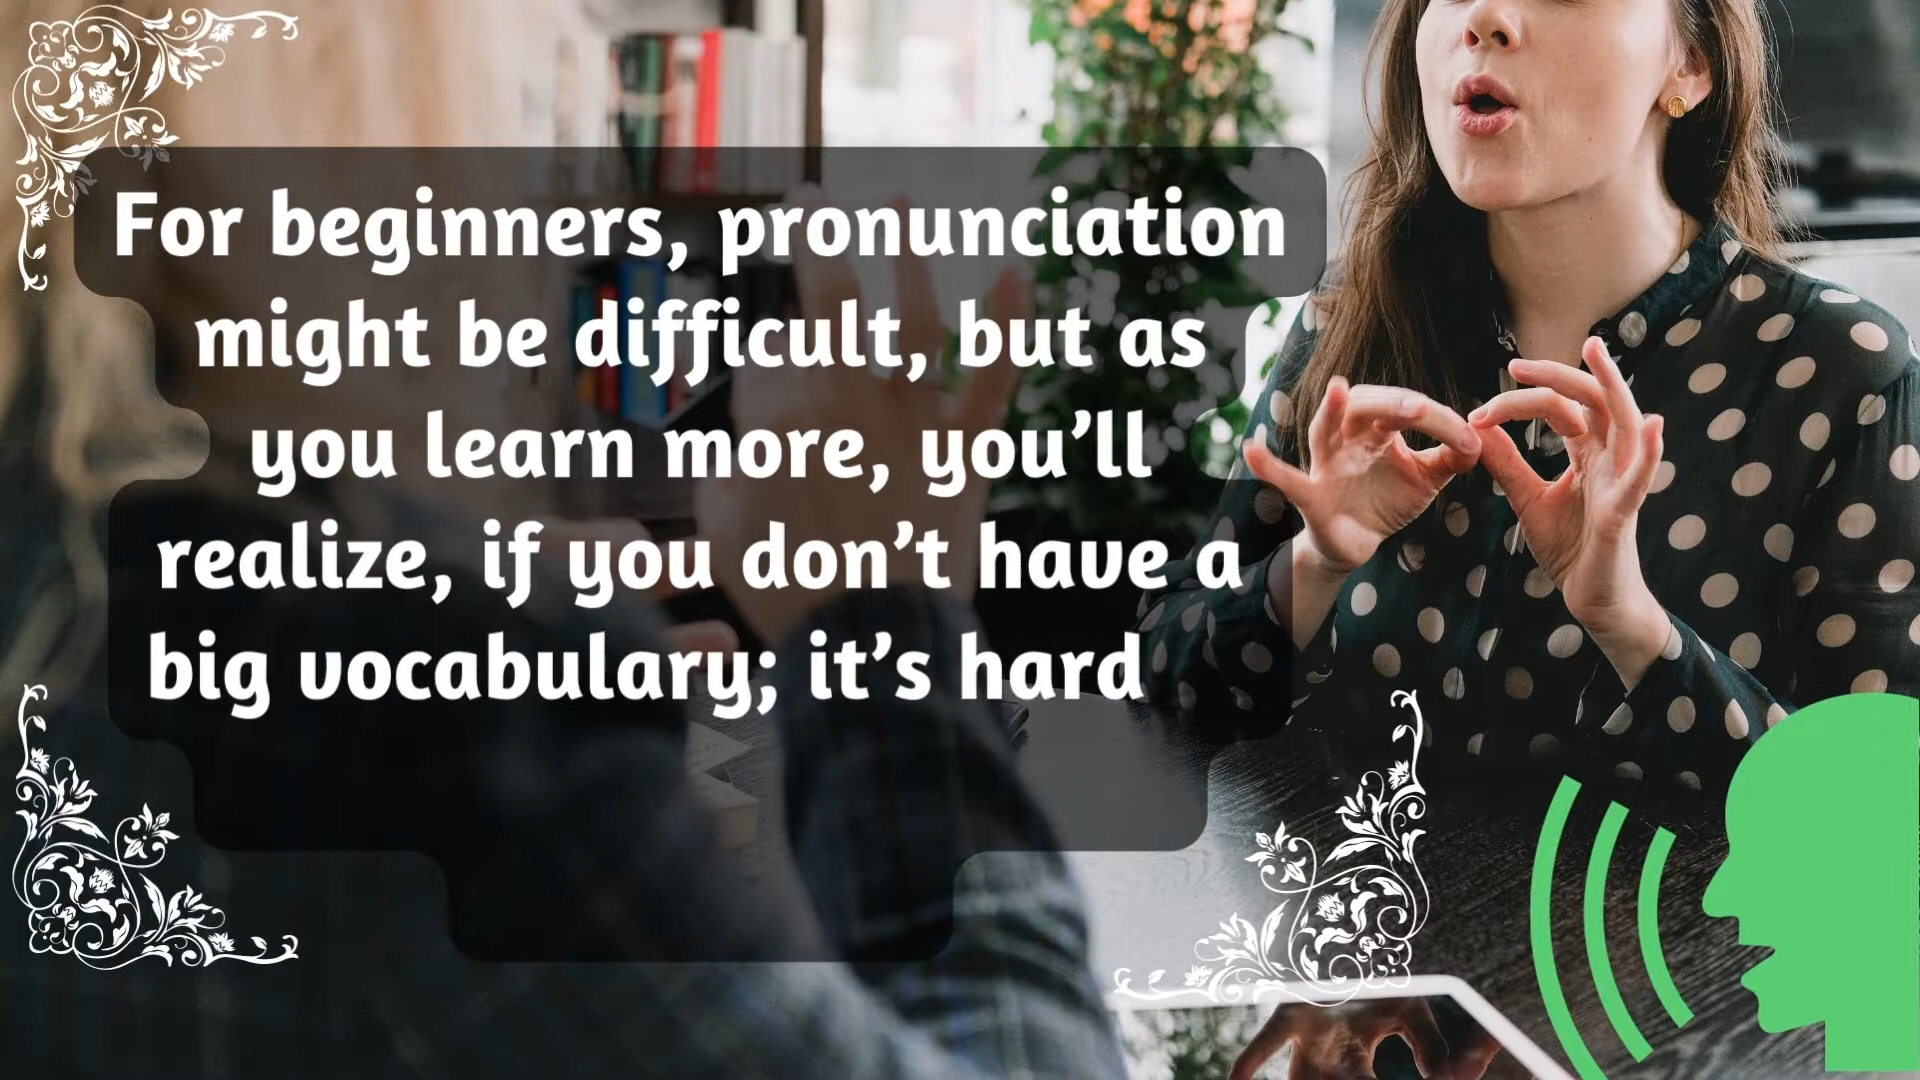 For beginners, pronunciation
might be difficult, but as
you learn more, you’ll
realize, if you don’t have a
big vocabulary; it’s hard